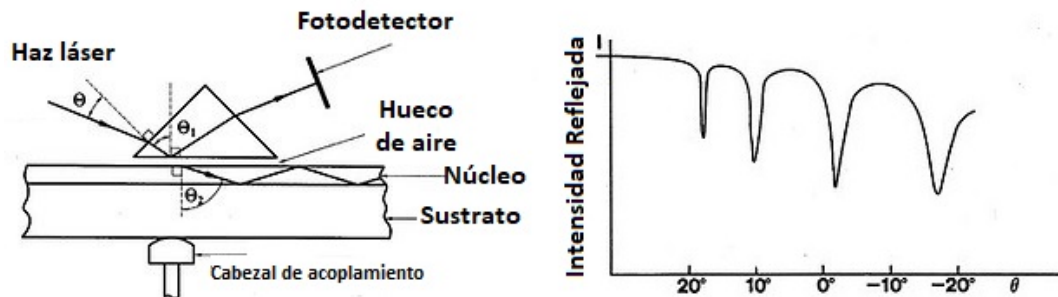 Fotodetector
Haz láser
Θ
Θ₁
Hueco
de aire
Núcleo
Θ₂
Sustrato
Cabezal de acoplamiento
Intensidad Reflejada
I
20° 10° 0° -10° -20° θ